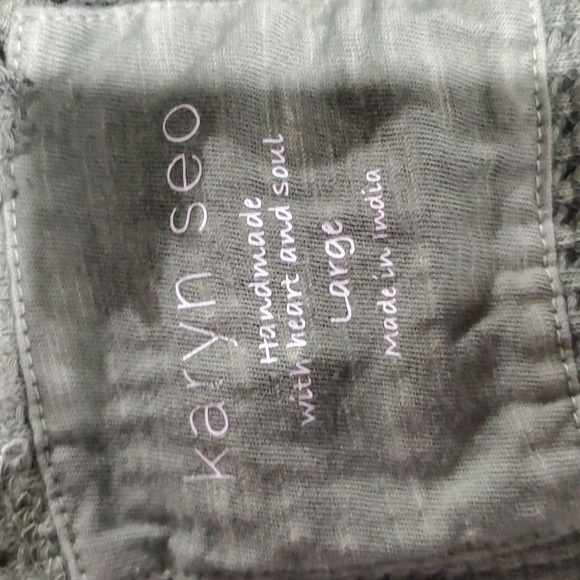 karyn seo
Handmade
with heart and soul
Large
Made in India